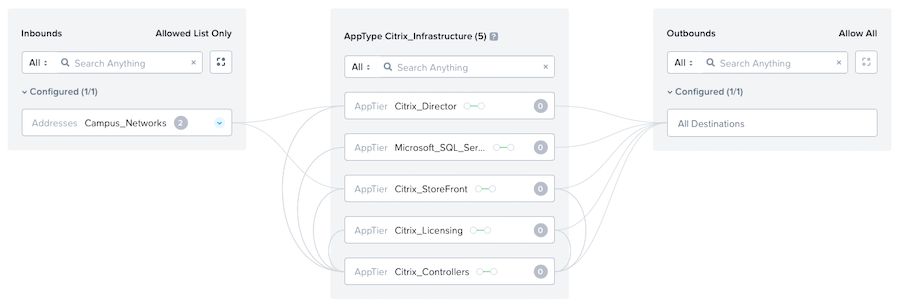 Inbounds
Allowed List Only
All
Search Anything
×
Configured (1/1)
Addresses Campus_Networks 2
AppType Citrix_Infrastructure (5) ?
All
Search Anything
×
AppTier Citrix_Director 0
AppTier Microsoft_SQL_Ser... 0
AppTier Citrix_StoreFront 0
AppTier Citrix_Licensing 0
AppTier Citrix_Controllers 0
Outbounds
Allow All
All
Search Anything
×
Configured (1/1)
All Destinations